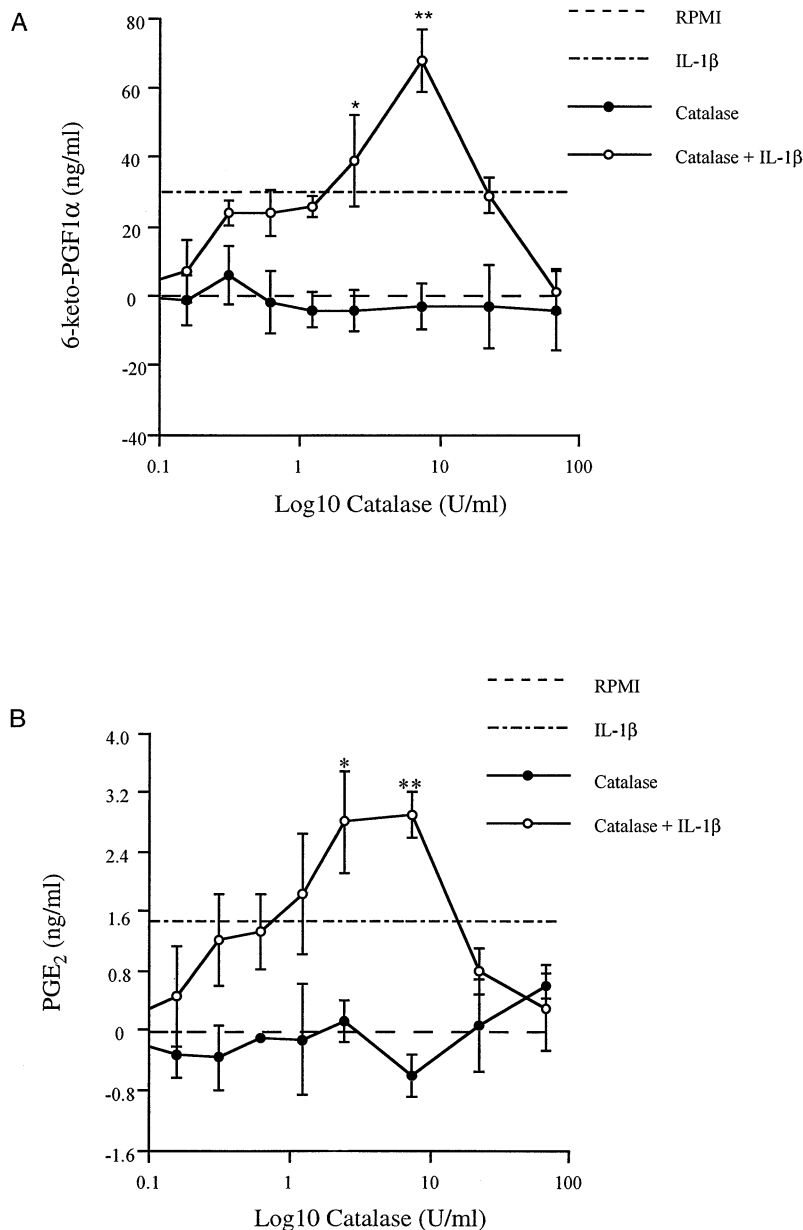 A
6-keto-PGF1α (ng/ml)
80
60
40
20
0
-20
-40
0.1
1
10
100
Log10 Catalase (U/ml)
*
**
RPMI
IL-1β
Catalase
Catalase + IL-1β
B
PGE2 (ng/ml)
4.0
3.2
2.4
1.6
0.8
0
-0.8
-1.6
0.1
1
10
100
Log10 Catalase (U/ml)
*
**
RPMI
IL-1β
Catalase
Catalase + IL-1β